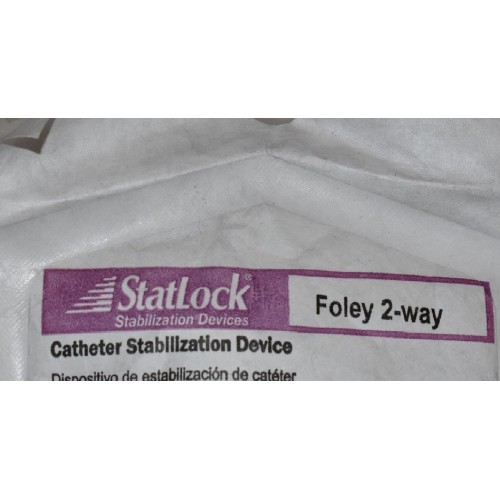 StatLock®
Stabilization Devices
Foley 2-way
Catheter Stabilization Device
Dispositivo de estabilización de catéter